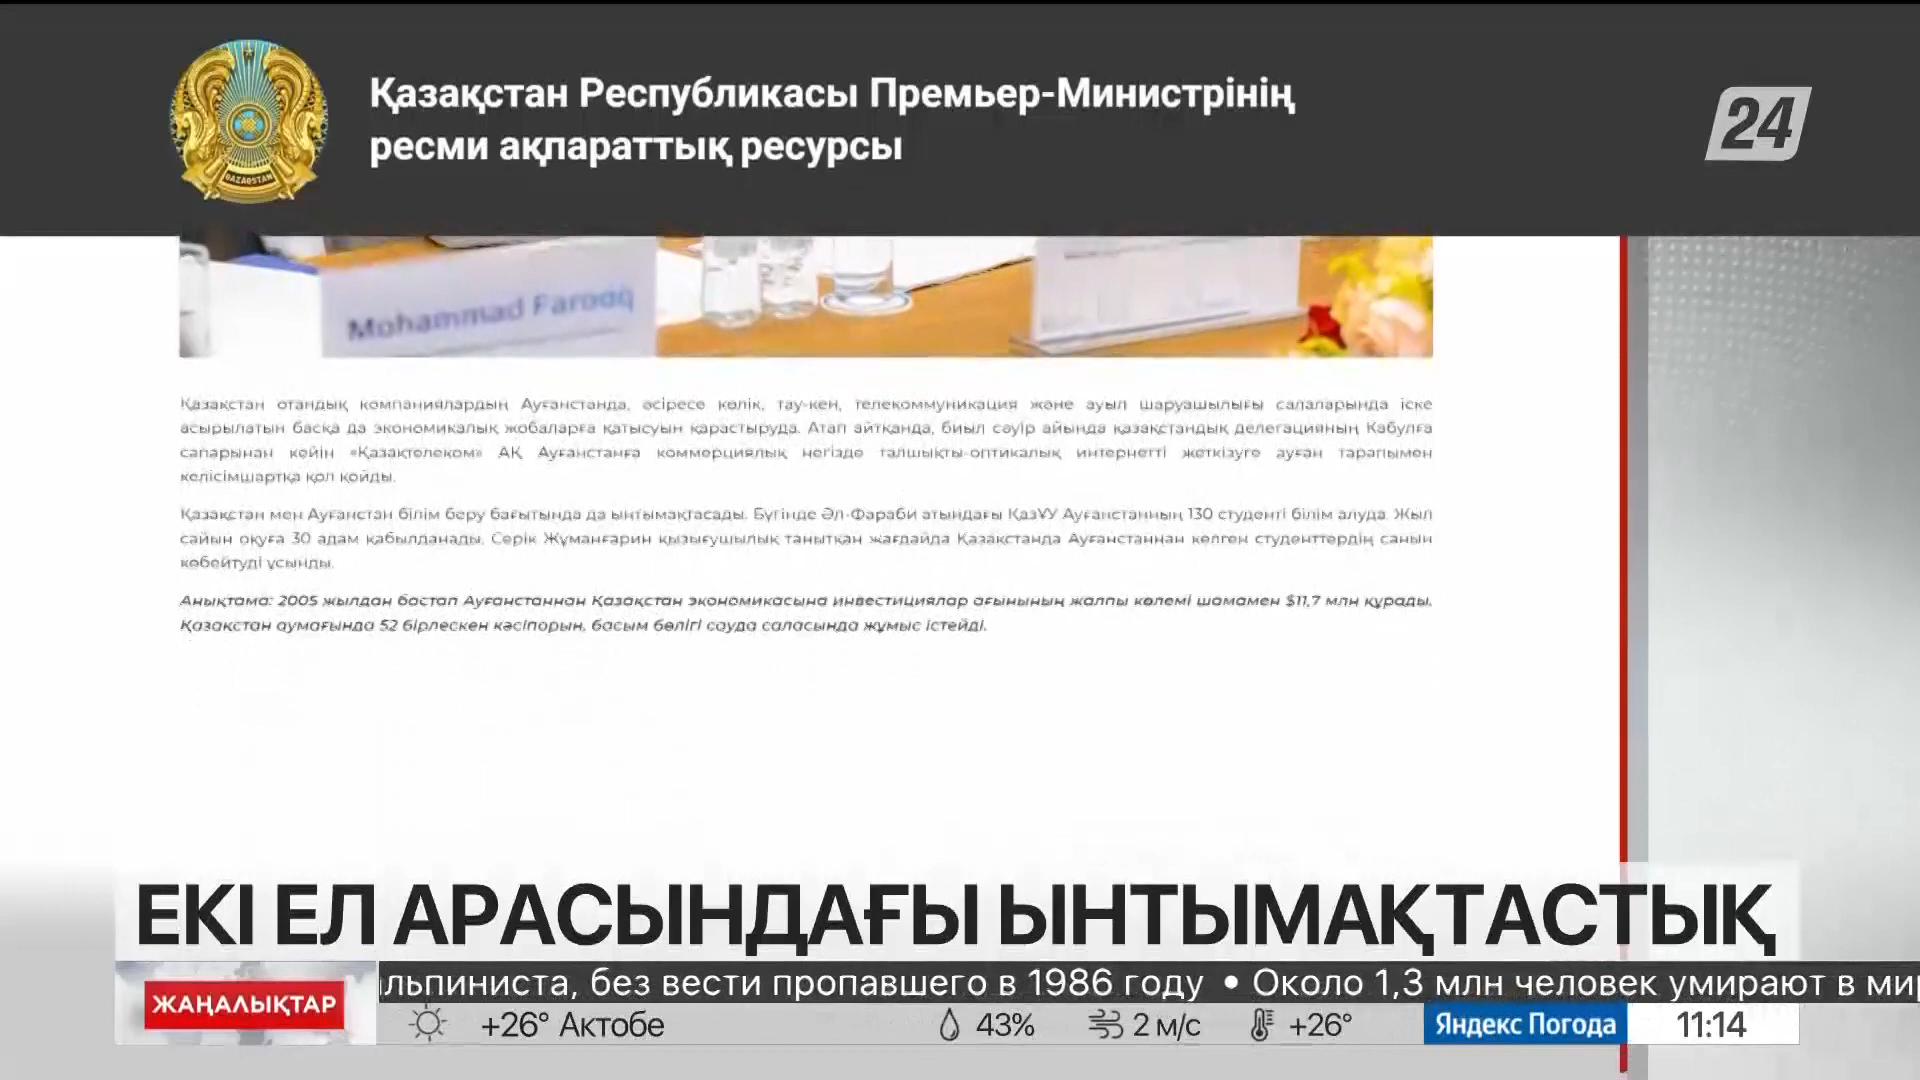 Қазақстан Республикасы Премьер-Министрінің
ресми ақпараттық ресурсы
QAZAQSTAN
24
Mohammad Farooq
Қазақстан отандық компаниялардың Ауғанстанда, әсіресе көлік, тау-кен, телекоммуникация және ауыл шаруашылығы салаларында іске
асырылатын басқа да экономикалық жобаларға қатысуын қарастыруда. Атап айтқанда, биыл сәуір айында қазақстандық делегацияның Кабулға
сапарынан кейін «Қазақтелеком» АҚ Ауғанстанға коммерциялық негізде талшықты-оптикалық интернетті жеткізуге ауған тарапымен
келісімшартқа қол қойды.
Қазақстан мен Ауғанстан білім беру бағытында да ынтымақтасады. Бүгінде Әл-Фараби атындағы ҚазҰУ Ауғанстанның 130 студенті білім алуда. Жыл
сайын оқуға 30 адам қабылданады. Серік Жұманғарин қызығушылық танытқан жағдайда Қазақстанда Ауғанстаннан келген студенттердің санын
көбейтуді ұсынды.
Анықтама: 2005 жылдан бастап Ауғанстаннан Қазақстан экономикасына инвестициялар ағынының жалпы көлемі шамамен $11,7 млн құрады.
Қазақстан аумағында 52 бірлескен кәсіпорын, басым бөлігі сауда саласында жұмыс істейді.
ЕКІ ЕЛ АРАСЫНДАҒЫ ЫНТЫМАҚТАСТЫҚ
ЖАҢАЛЫҚТАР
льпиниста, без вести пропавшего в 1986 году • Около 1,3 млн человек умирают в мир
+26° Актобе 43% 2 м/с +26° Яндекс Погода 11:14